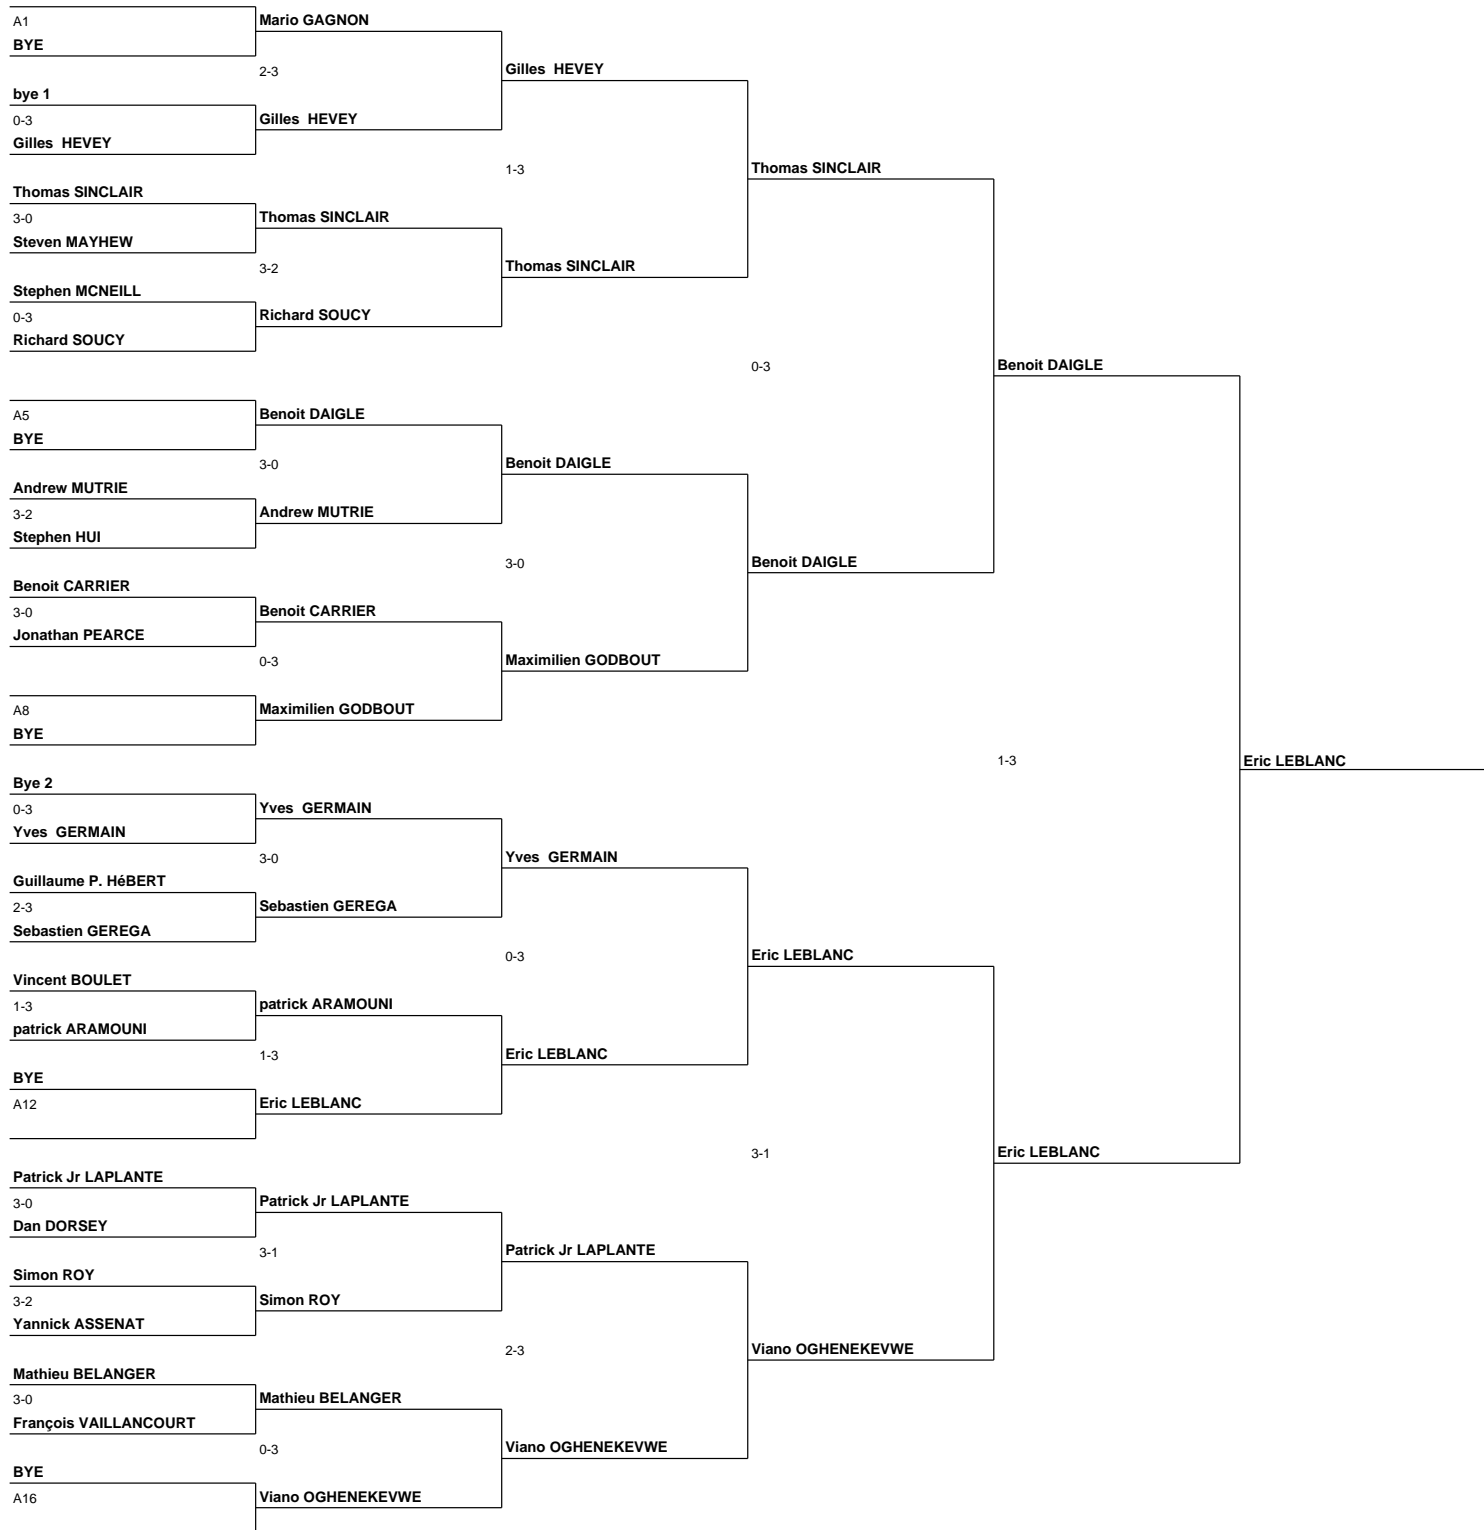 A1
BYE
Mario GAGNON
2-3
bye 1
0-3
Gilles  HEVEY
Gilles  HEVEY
Gilles  HEVEY
1-3
Thomas SINCLAIR
3-0
Steven MAYHEW
Thomas SINCLAIR
3-2
Stephen MCNEILL
0-3
Richard SOUCY
Richard SOUCY
Thomas SINCLAIR
Thomas SINCLAIR
0-3
A5
BYE
Benoit DAIGLE
3-0
Andrew MUTRIE
3-2
Stephen HUI
Andrew MUTRIE
Benoit DAIGLE
3-0
Benoit CARRIER
3-0
Jonathan PEARCE
Benoit CARRIER
0-3
A8
BYE
Maximilien GODBOUT
Maximilien GODBOUT
Benoit DAIGLE
Benoit DAIGLE
1-3
Bye 2
0-3
Yves  GERMAIN
Yves  GERMAIN
3-0
Guillaume P. HéBERT
2-3
Sebastien GEREGA
Sebastien GEREGA
Yves  GERMAIN
0-3
Vincent BOULET
1-3
patrick ARAMOUNI
patrick ARAMOUNI
1-3
BYE
A12
Eric LEBLANC
Eric LEBLANC
Eric LEBLANC
3-1
Patrick Jr LAPLANTE
3-0
Dan DORSEY
Patrick Jr LAPLANTE
3-1
Simon ROY
3-2
Yannick ASSENAT
Simon ROY
Patrick Jr LAPLANTE
2-3
Mathieu BELANGER
3-0
François VAILLANCOURT
Mathieu BELANGER
0-3
BYE
A16
Viano OGHENEKEVWE
Viano OGHENEKEVWE
Viano OGHENEKEVWE
Eric LEBLANC
Eric LEBLANC